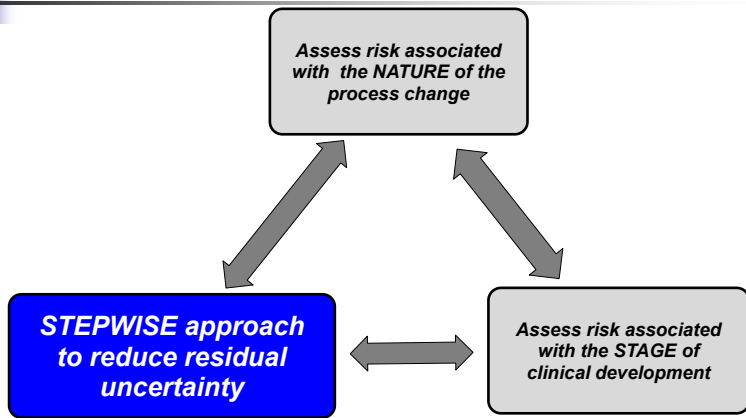 Assess risk associated
with the NATURE of the
process change
STEPWISE approach
to reduce residual
uncertainty
Assess risk associated
with the STAGE of
clinical development